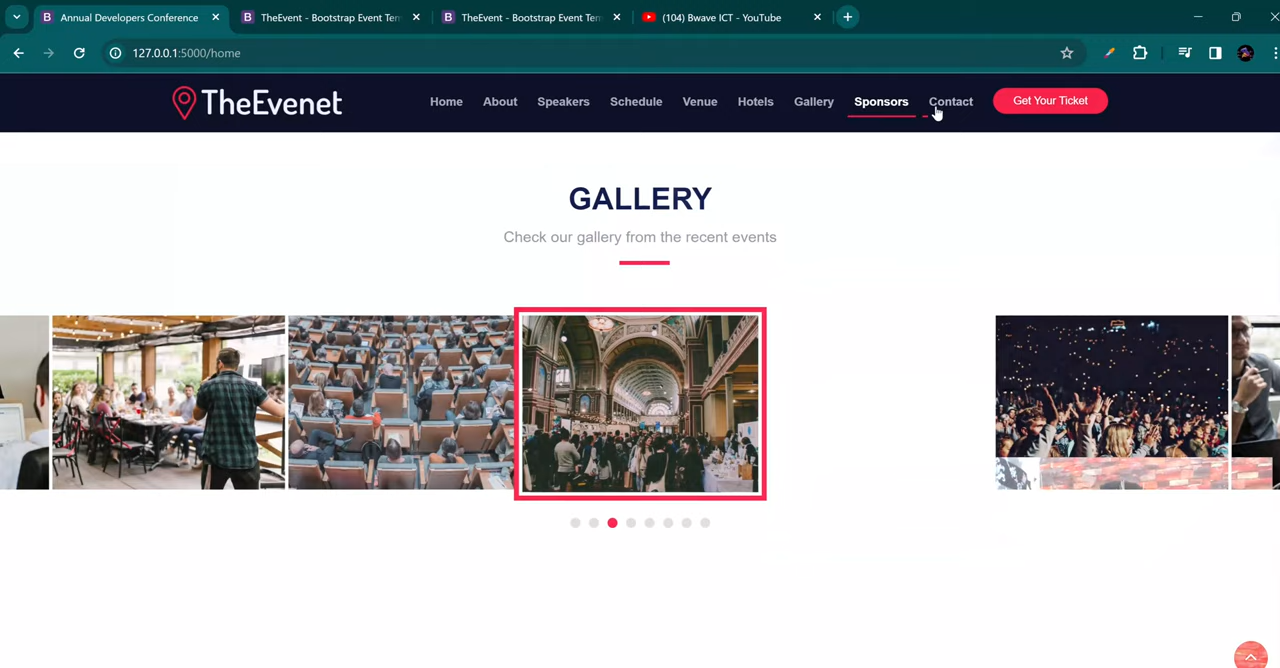 Annual Developers Conference
TheEvent - Bootstrap Event Tem
TheEvent - Bootstrap Event Tem
(104) Bwave ICT - YouTube
127.0.0.1:5000/home
TheEvenet
Home
About
Speakers
Schedule
Venue
Hotels
Gallery
Sponsors
Contact
Get Your Ticket
GALLERY
Check our gallery from the recent events